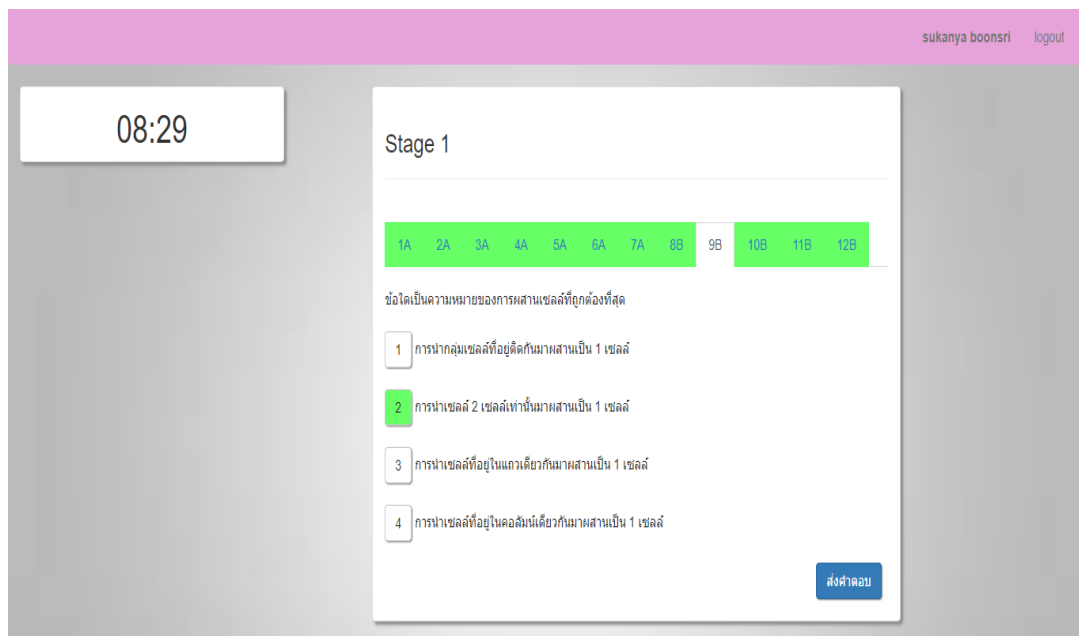 sukanya boonsri logout
08:29
Stage 1
1A 2A 3A 4A 5A 6A 7A 8B 9B 10B 11B 12B
ข้อใดเป็นความหมายของการผสานเซลล์ที่ถูกต้องที่สุด
1 การนำกลุ่มเซลล์ที่อยู่ติดกันมาผสานเป็น 1 เซลล์
2 การนำเซลล์ 2 เซลล์เท่านั้นมาผสานเป็น 1 เซลล์
3 การนำเซลล์ที่อยู่ในแถวเดียวกันมาผสานเป็น 1 เซลล์
4 การนำเซลล์ที่อยู่ในคอลัมน์เดียวกันมาผสานเป็น 1 เซลล์
ส่งคำตอบ